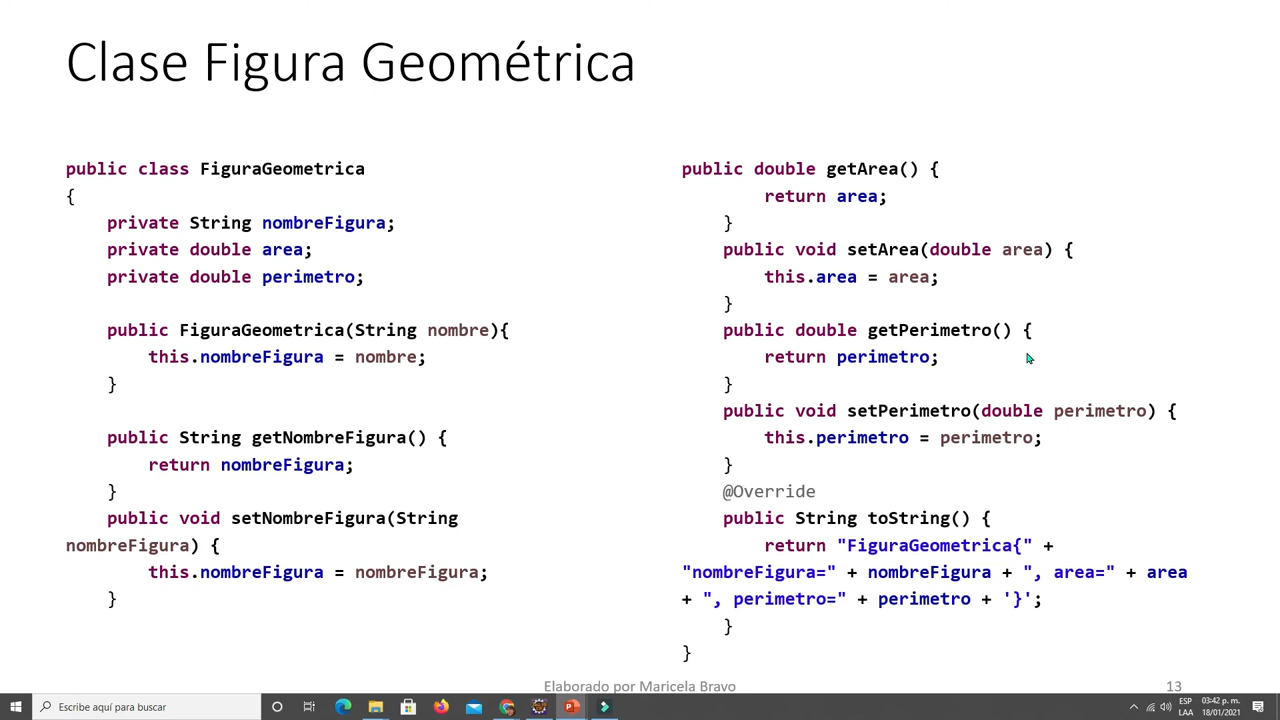 Clase Figura Geométrica
public class FiguraGeometrica
{
private String nombreFigura;
private double area;
private double perimetro;
public FiguraGeometrica(String nombre){
this.nombreFigura = nombre;
}
public String getNombreFigura() {
return nombreFigura;
}
public void setNombreFigura(String
nombreFigura) {
this.nombreFigura = nombreFigura;
}
public double getArea() {
return area;
}
public void setArea(double area) {
this.area = area;
}
public double getPerimetro() {
return perimetro;
}
public void setPerimetro(double perimetro) {
this.perimetro = perimetro;
}
@Override
public String toString() {
return "FiguraGeometrica{" +
"nombreFigura=" + nombreFigura + ", area=" + area
+ ", perimetro=" + perimetro + '}';
}
}
Elaborado por Maricela Bravo
13
Escribe aquí para buscar
ESP
LAA
03:42 p. m.
18/01/2021